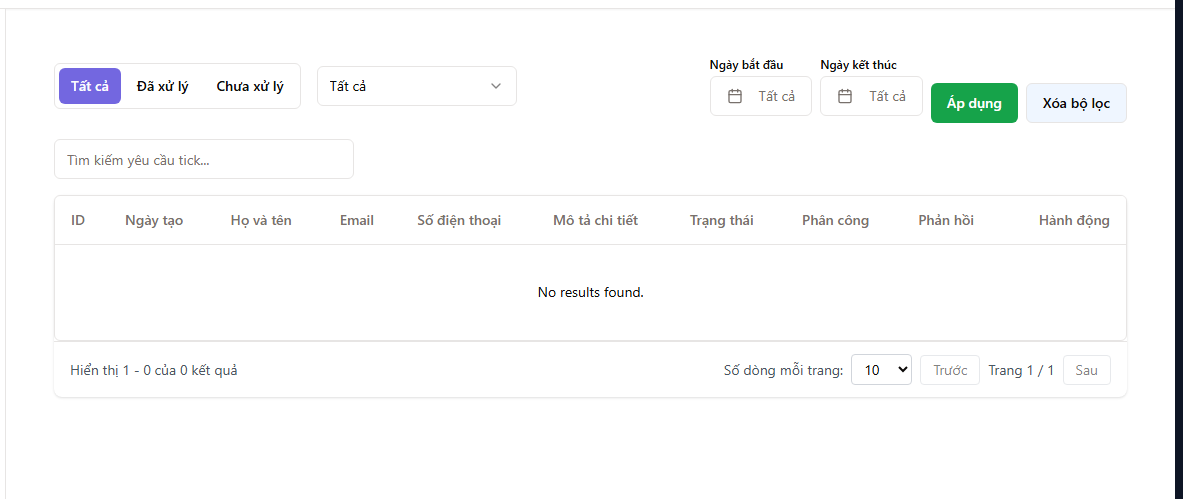 Ngày bắt đầu Ngày kết thúc
Tất cả Đã xử lý Chưa xử lý Tất cả Tất cả Tất cả Áp dụng Xóa bộ lọc
Tìm kiếm yêu cầu tick...
ID Ngày tạo Họ và tên Email Số điện thoại Mô tả chi tiết Trạng thái Phân công Phản hồi Hành động
No results found.
Hiển thị 1 - 0 của 0 kết quả Số dòng mỗi trang: 10 Trước Trang 1 / 1 Sau